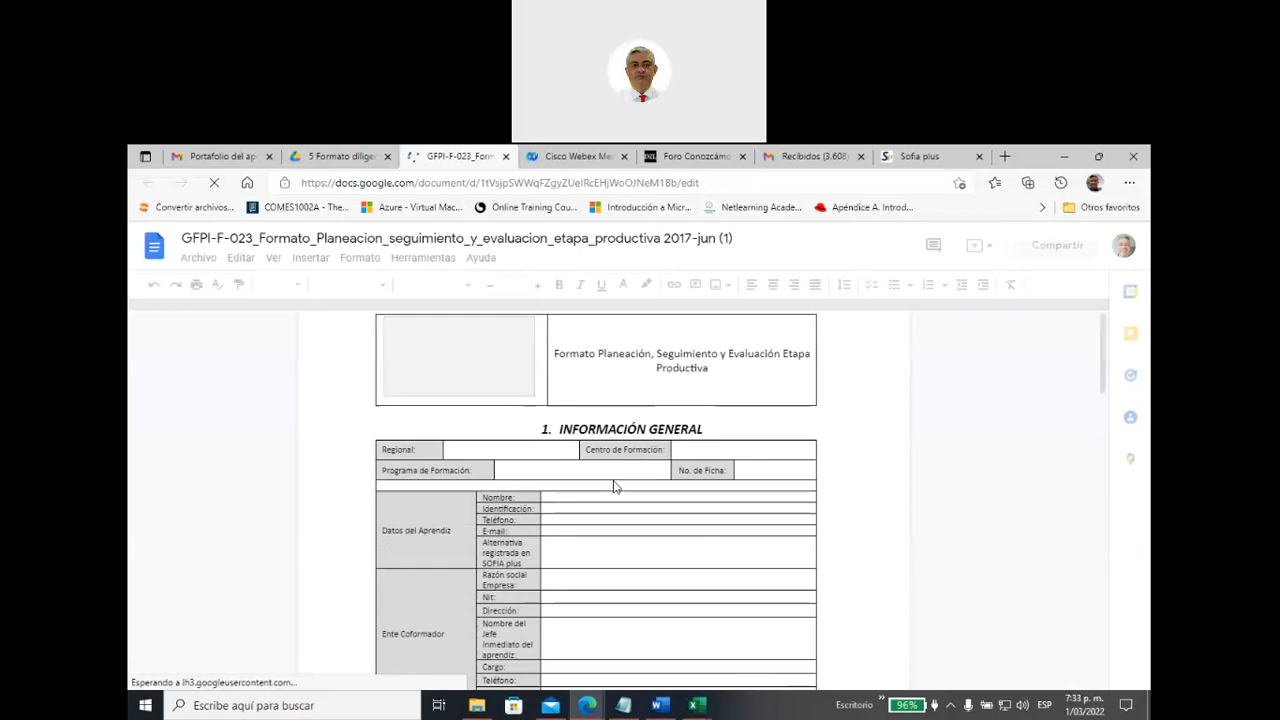 Portafolio del ap
5 Formato dilige
GFPI-F-023_Form
Cisco Webex Me
Foro Conozcámo
Recibidos (3.608)
Sofia plus
https://docs.google.com/document/d/1tVsjpSWWqFZgyZUeIRcEHjWoOJNeM1Bb/edit
Convertir archivos...
COMES1002A - The...
Azure - Virtual Mac...
Online Training Cou...
Introducción a Micr...
Netlearning Acade...
Apéndice A. Introd...
Otros favoritos
GFPI-F-023_Formato_Planeacion_seguimiento_y_evaluacion_etapa_productiva 2017-jun (1)
Compartir
Archivo Editar Ver Insertar Formato Herramientas Ayuda
Formato Planeación, Seguimiento y Evaluación Etapa
Productiva
1. INFORMACIÓN GENERAL
Regional:
Centro de Formación:
Programa de Formación:
No. de Ficha:
Datos del Aprendiz
Nombre:
Identificación:
Teléfono:
E-mail:
Alternativa
registrada en
SOFIA plus
Ente Coformador
Razón social
Empresa:
Nit:
Dirección:
Nombre del
Jefe
Inmediato del
aprendiz:
Cargo:
Teléfono:
Esperando a lh3.googleusercontent.com...
Escribe aquí para buscar
Escritorio
96%
ESP
7:33 p. m.
1/03/2022